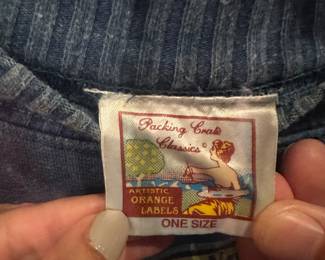 Packing Crate
Classics©
ARTISTIC
ORANGE
LABELS
ONE SIZE